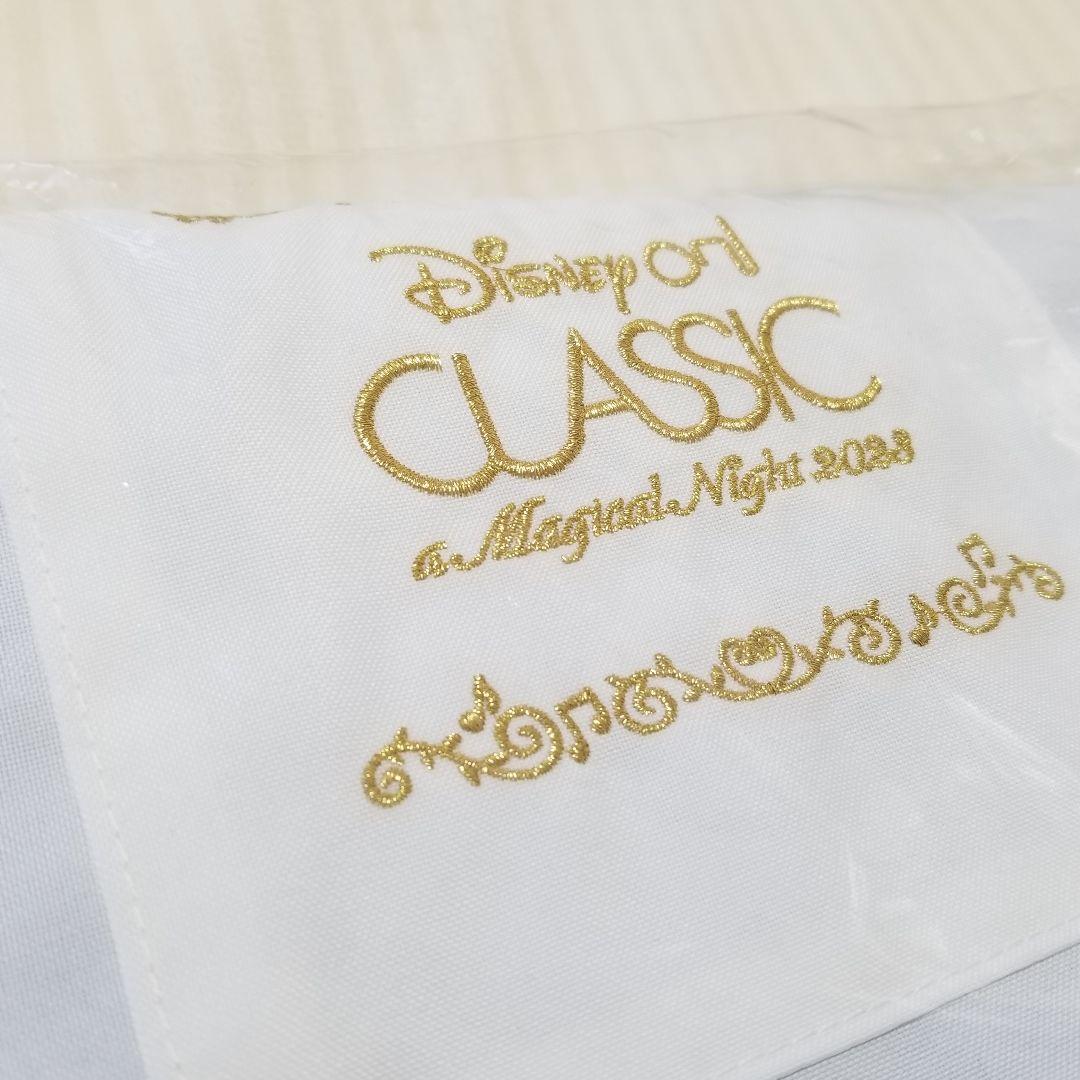 Disney on
CLASSIC
a Magical Night 2023